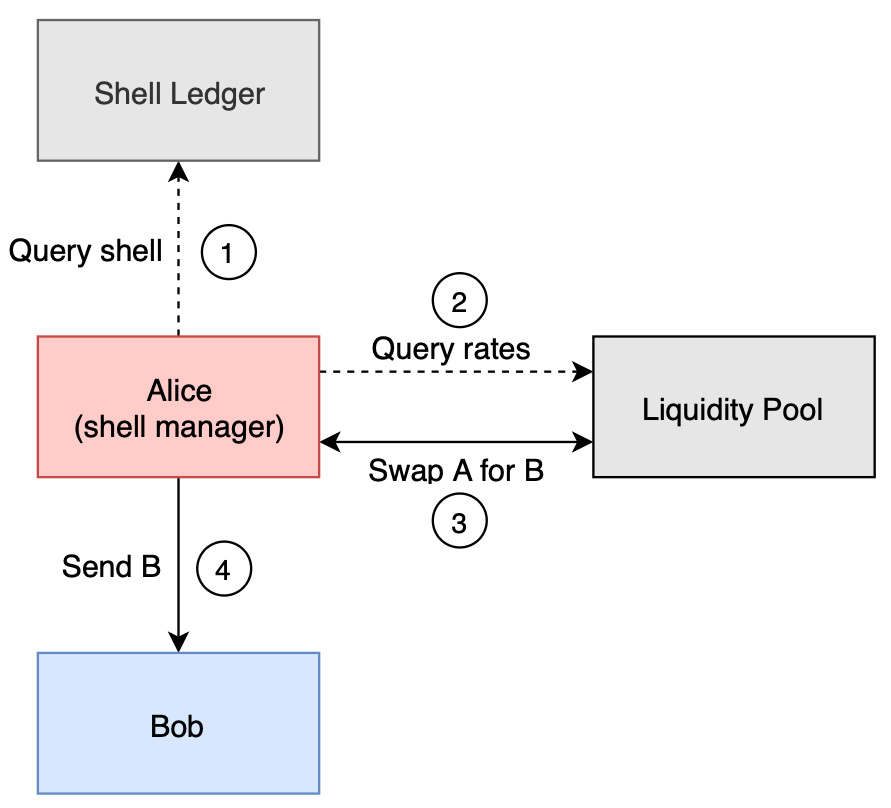 Shell Ledger
Query shell
1
2
Query rates
Alice
(shell manager)
Liquidity Pool
Swap A for B
3
Send B
4
Bob